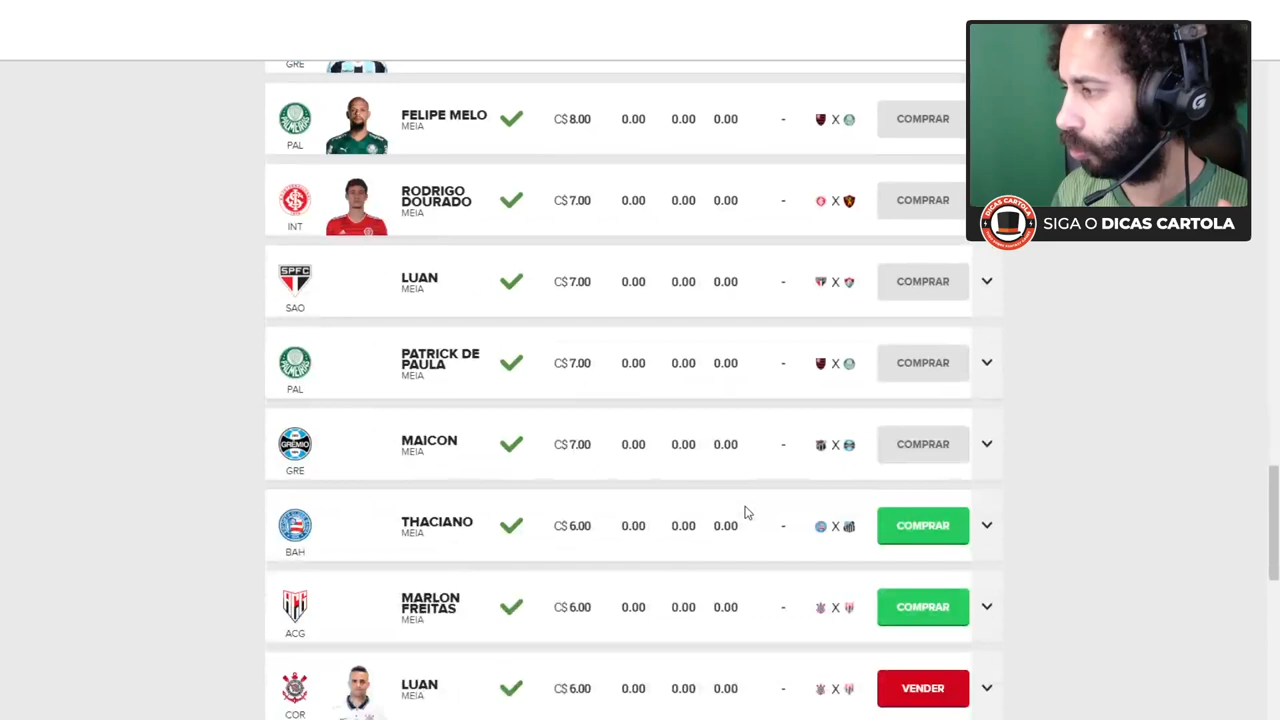 GRE
PAL
FELIPE MELO
MEIA
C$ 8.00 0.00 0.00 0.00 - X COMPRAR
INT
RODRIGO
DOURADO
MEIA
C$ 7.00 0.00 0.00 0.00 - X COMPRAR
SPFC
SAO
LUAN
MEIA
C$ 7.00 0.00 0.00 0.00 - X COMPRAR
PAL
PATRICK DE
PAULA
MEIA
C$ 7.00 0.00 0.00 0.00 - X COMPRAR
GRÊMIO
GRE
MAICON
MEIA
C$ 7.00 0.00 0.00 0.00 - X COMPRAR
BAH
THACIANO
MEIA
C$ 6.00 0.00 0.00 0.00 - X COMPRAR
ACG
MARLON
FREITAS
MEIA
C$ 6.00 0.00 0.00 0.00 - X COMPRAR
COR
LUAN
MEIA
C$ 6.00 0.00 0.00 0.00 - X VENDER
DICAS CARTOLA
SIGA O DICAS CARTOLA